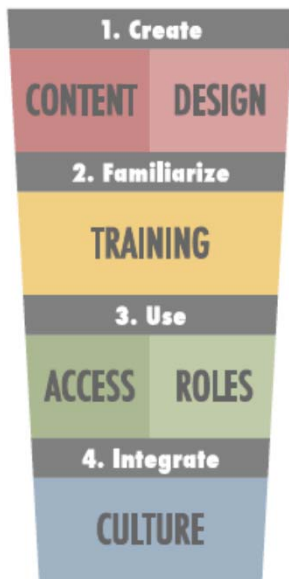 1. Create
CONTENT DESIGN
2. Familiarize
TRAINING
3. Use
ACCESS ROLES
4. Integrate
CULTURE